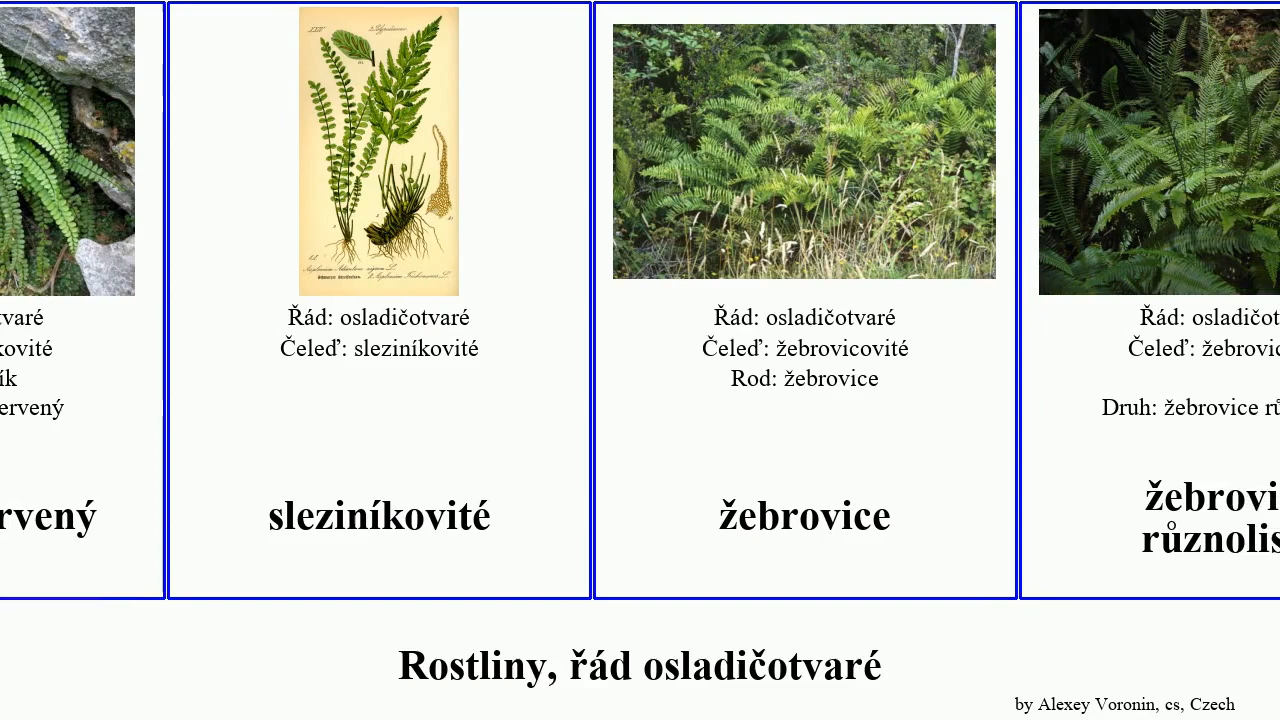 tvaré
kovité
ík
ervený
rvený
Řád: osladičotvaré
Čeleď: sleziníkovité
sleziníkovité
Řád: osladičotvaré
Čeleď: žebrovicovité
Rod: žebrovice
žebrovice
Řád: osladičot
Čeleď: žebrovic
Druh: žebrovice rů
žebrovi
různolis
Rostliny, řád osladičotvaré
by Alexey Voronin, cs, Czech